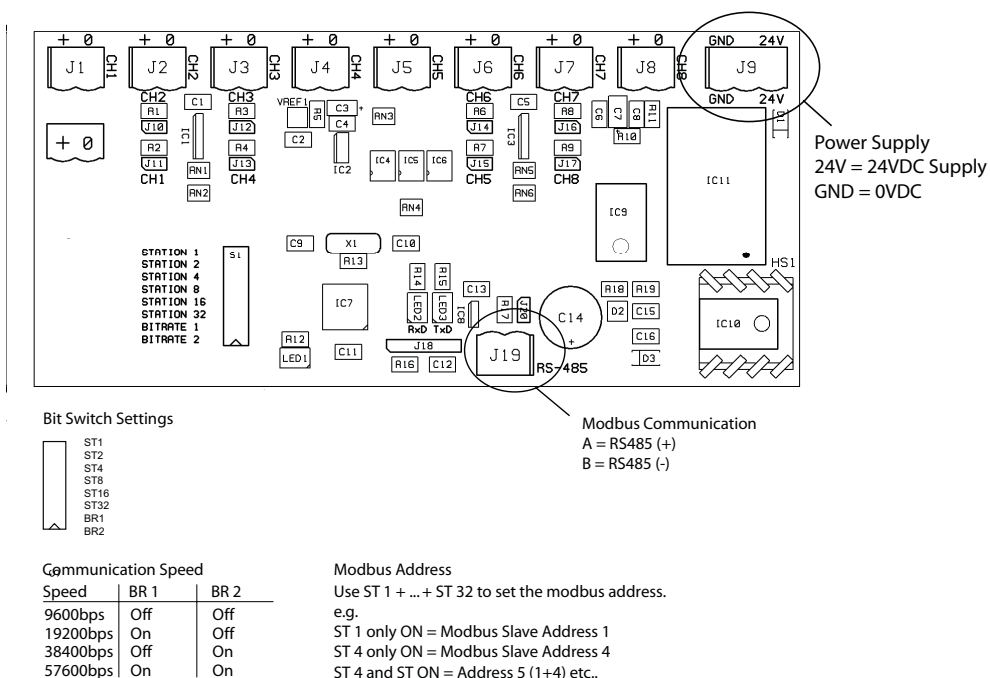 + 0 + 0 + 0 + 0 + 0 + 0 + 0 + 0 GND 24V
J1 CH1 J2 CH2 J3 CH3 J4 CH4 J5 CH5 J6 CH6 J7 CH7 J8 CH8 J9
CH2 CH3 CH6 CH7 GND 24V
R1 C1 R3 VREF1 R5 C3 + RN3 R6 C5 R8 C6 C7 C8 R11 D1
J10 IC1 J12 C4 J14 IC3 J16 R10
+ 0 R2 R4 C2 R7 R9
J11 RN1 J13 IC2 IC4 IC5 IC6 J15 RN5 J17 IC11
CH1 CH4 CH5 CH8
RN2 RN4 RN6 IC9
Power Supply
24V = 24VDC Supply
GND = 0VDC
C9 X1 C10
R13
STATION 1
STATION 2
STATION 4
STATION 8
STATION 16
STATION 32
BITRATE 1
BITRATE 2
S1
HS1
IC7 R14 R15 C13 R18 R19
LED2 LED3 IC8 R17 J20 C14 + D2 C15 IC10
RxD TxD
R12 J18 C16
LED1 C11 R16 C12 J19 RS-485 D3
Modbus Communication
A = RS485 (+)
B = RS485 (-)
Bit Switch Settings
ST1
ST2
ST4
ST8
ST16
ST32
BR1
BR2
Communication Speed
Speed BR 1 BR 2
9600bps Off Off
19200bps On Off
38400bps Off On
57600bps On On
Modbus Address
Use ST 1 + ... + ST 32 to set the modbus address.
e.g.
ST 1 only ON = Modbus Slave Address 1
ST 4 only ON = Modbus Slave Address 4
ST 4 and ST ON = Address 5 (1+4) etc..